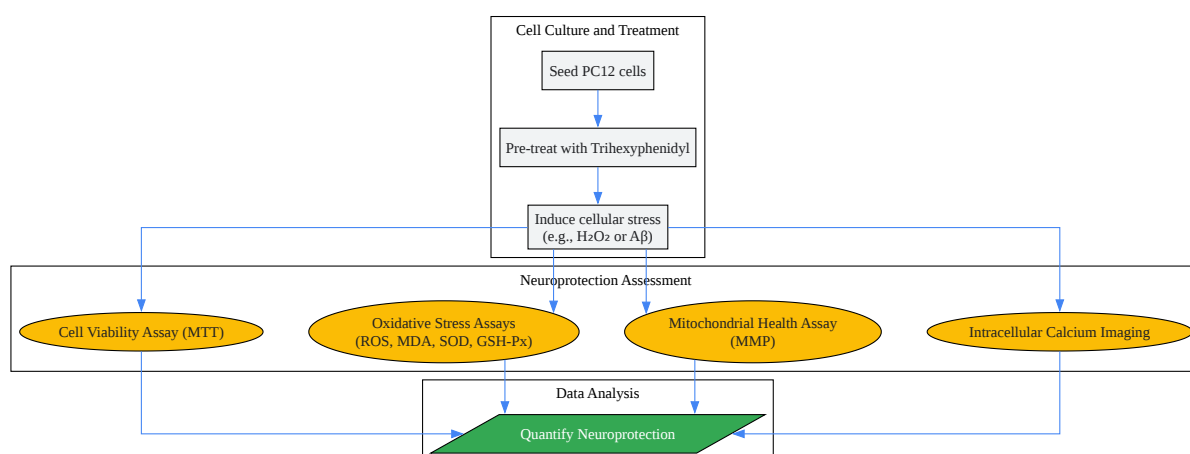 Cell Culture and Treatment
Seed PC12 cells
Pre-treat with Trihexyphenidyl
Induce cellular stress
(e.g., H₂O₂ or Aβ)
Neuroprotection Assessment
Cell Viability Assay (MTT)
Oxidative Stress Assays
(ROS, MDA, SOD, GSH-Px)
Mitochondrial Health Assay
(MMP)
Intracellular Calcium Imaging
Data Analysis
Quantify Neuroprotection